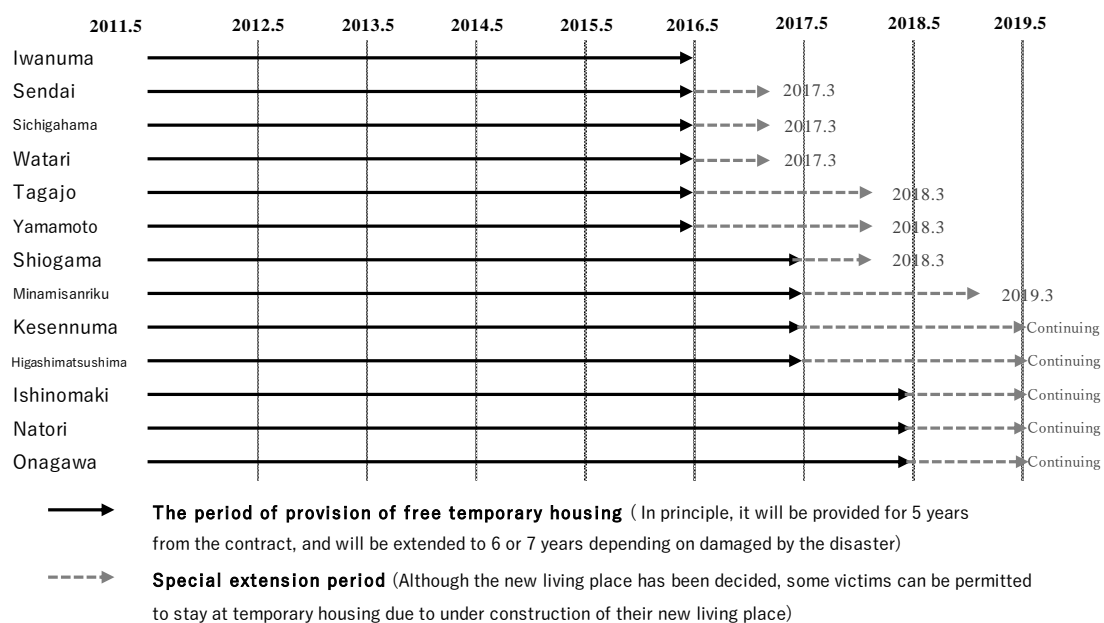 2011.5 2012.5 2013.5 2014.5 2015.5 2016.5 2017.5 2018.5 2019.5
Iwanuma
Sendai 2017.3
Sichigahama 2017.3
Watari 2017.3
Tagajo 2018.3
Yamamoto 2018.3
Shiogama 2018.3
Minamisanriku 2019.3
Kesennuma Continuing
Higashimatsushima Continuing
Ishinomaki Continuing
Natori Continuing
Onagawa Continuing
The period of provision of free temporary housing ( In principle, it will be provided for 5 years
from the contract, and will be extended to 6 or 7 years depending on damaged by the disaster)
Special extension period (Although the new living place has been decided, some victims can be permitted
to stay at temporary housing due to under construction of their new living place)